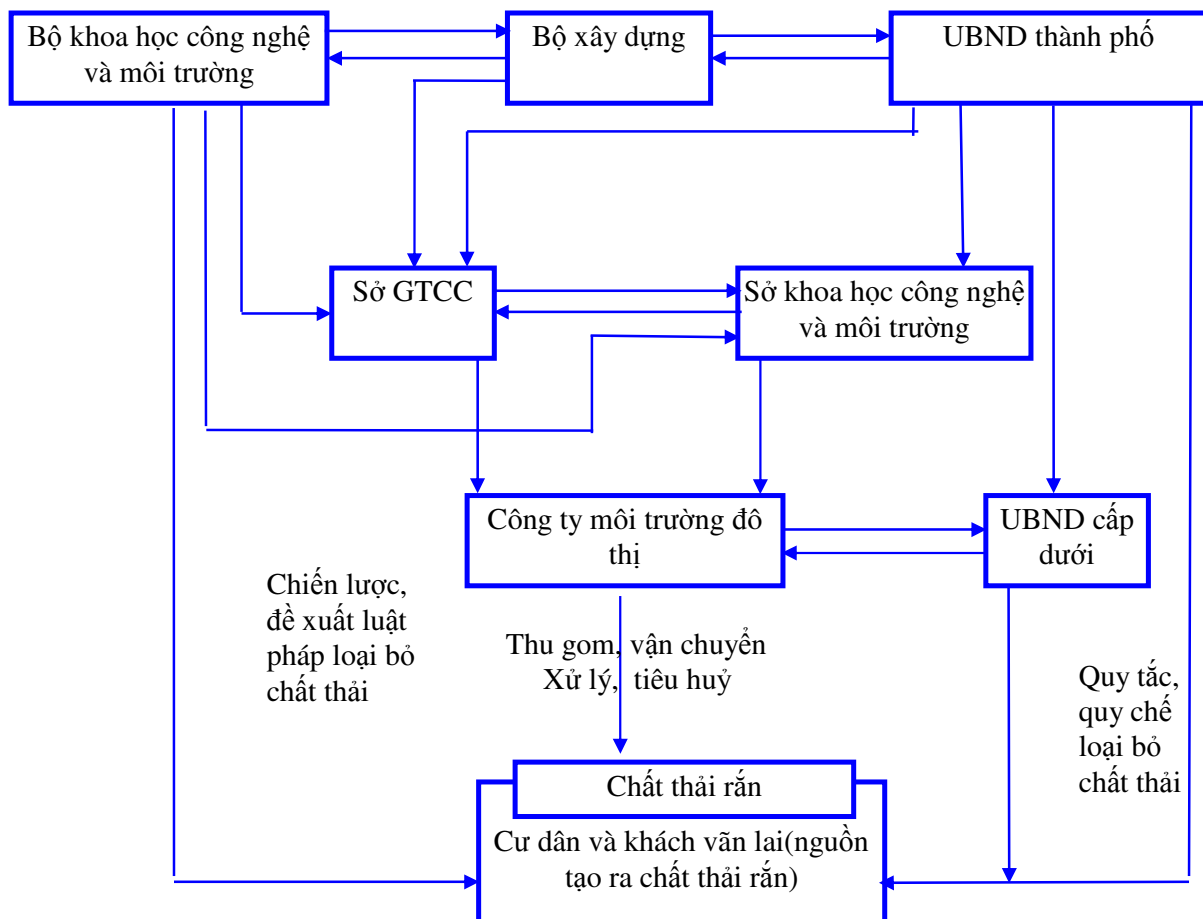 Bộ khoa học công nghệ
và môi trường
Bộ xây dựng
UBND thành phố
Sở GTCC
Sở khoa học công nghệ
và môi trường
Công ty môi trường đô
thị
UBND cấp
dưới
Chiến lược,
đề xuất luật
pháp loại bỏ
chất thải
Thu gom, vận chuyển
Xử lý, tiêu huỷ
Quy tắc,
quy chế
loại bỏ
chất thải
Chất thải rắn
Cư dân và khách vãn lai(nguồn
tạo ra chất thải rắn)